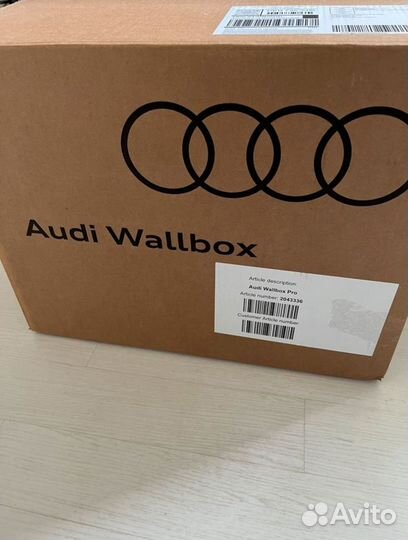 Audi Wallbox
Article description:
Audi Wallbox Pro
Article number: 2043336
Customer Article number:
Avito